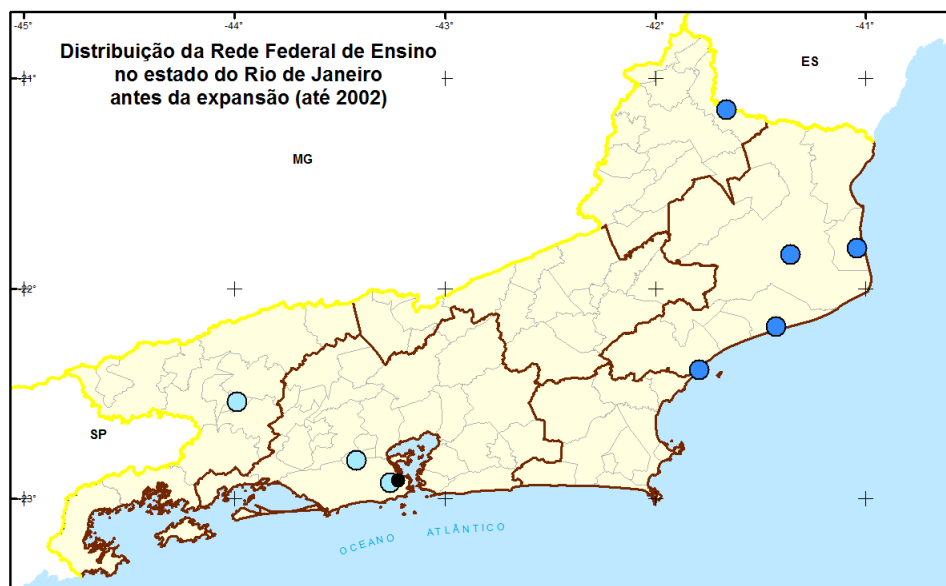 -45°
-44°
-43°
-42°
-41°
Distribuição da Rede Federal de Ensino
no estado do Rio de Janeiro
antes da expansão (até 2002)
ES
-21°
MG
-22°
SP
-23°
OCEANO ATLÂNTICO